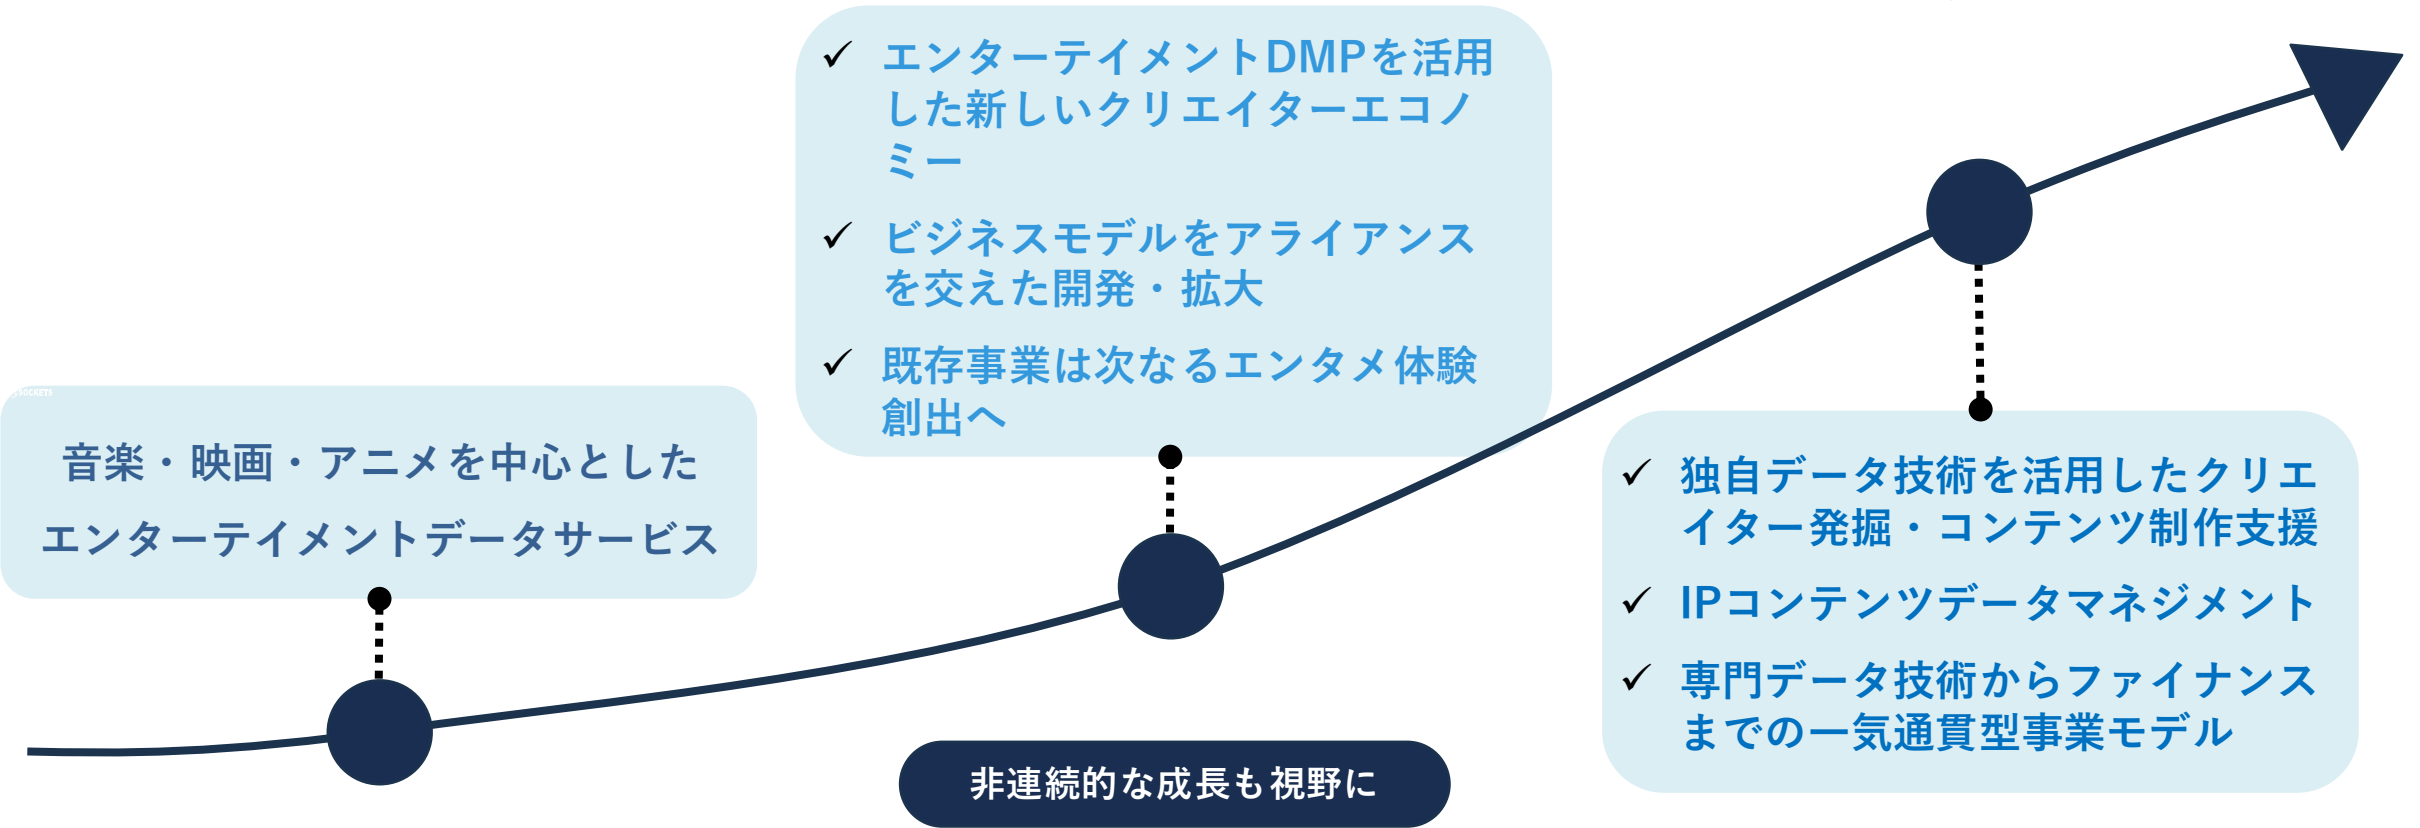 エンターテイメントDMPを活用
した新しいクリエイターエコノ
ミー
ビジネスモデルをアライアンス
を交えた開発・拡大
既存事業は次なるエンタメ体験
創出へ
SOCKETS
音楽・映画・アニメを中心とした
エンターテイメントデータサービス
独自データ技術を活用したクリエ
イター発掘・コンテンツ制作支援
IPコンテンツデータマネジメント
専門データ技術からファイナンス
までの一気通貫型事業モデル
非連続的な成長も視野に